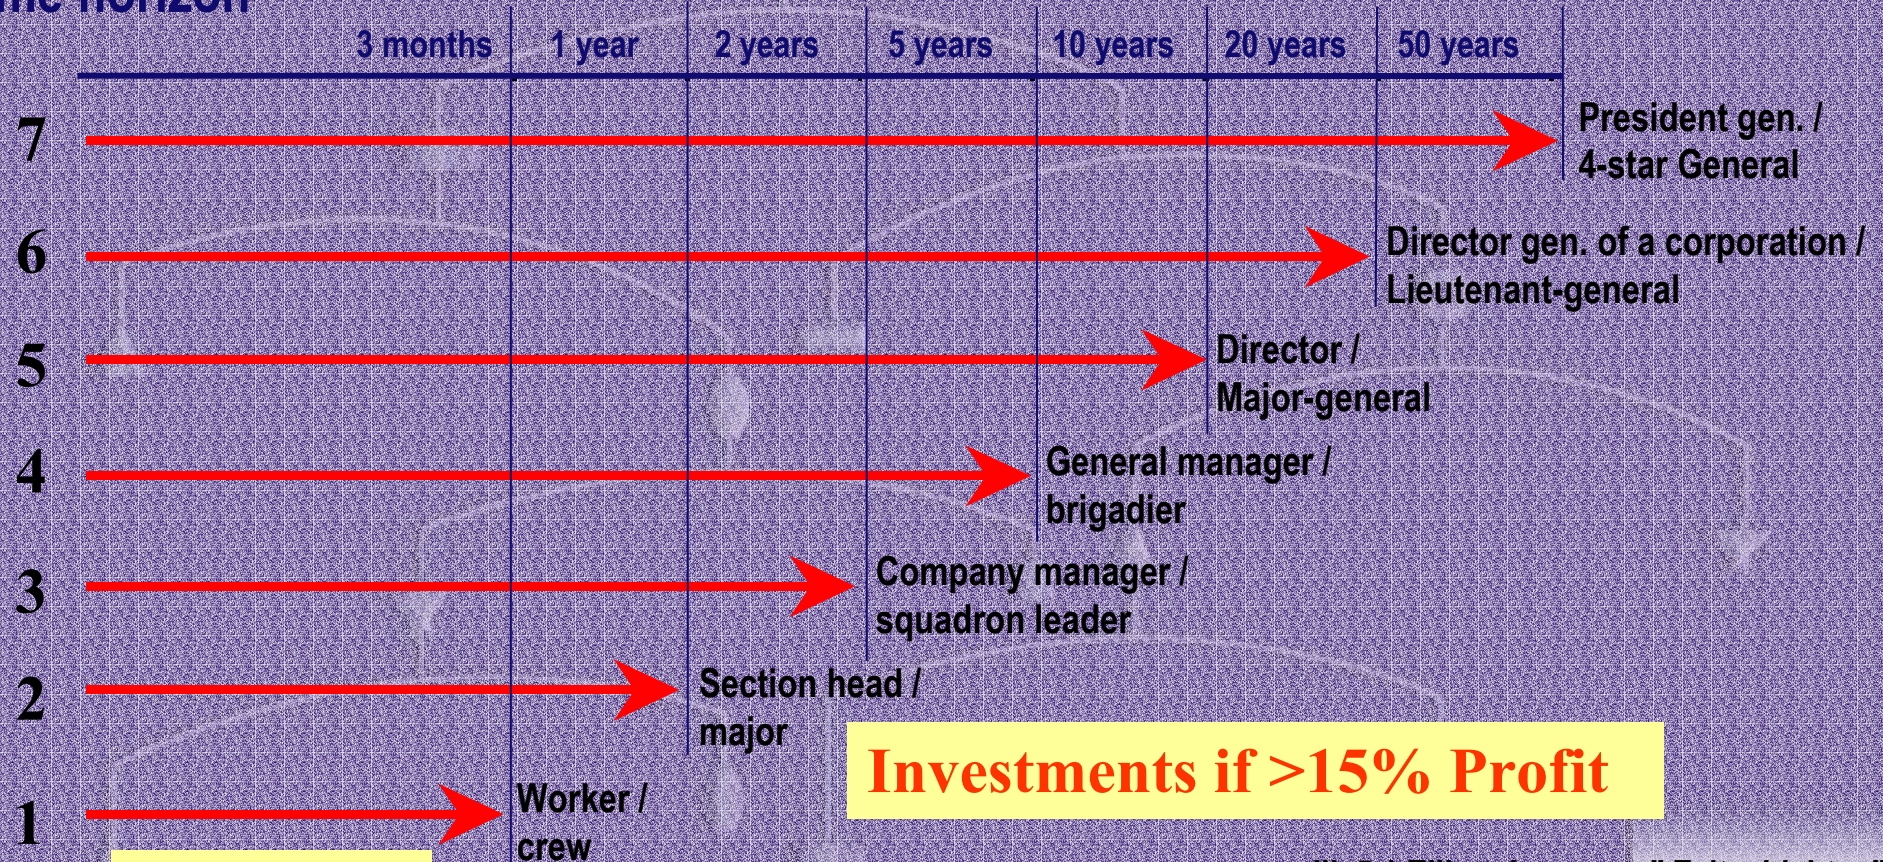 horizon
3 months 1 year 2 years 5 years 10 years 20 years 50 years
7
President gen. /
4-star General
6
Director gen. of a corporation /
Lieutenant-general
5
Director /
Major-general
4
General manager /
brigadier
3
Company manager /
squadron leader
2
Section head /
major
Investments if >15% Profit
1
Worker /
crew